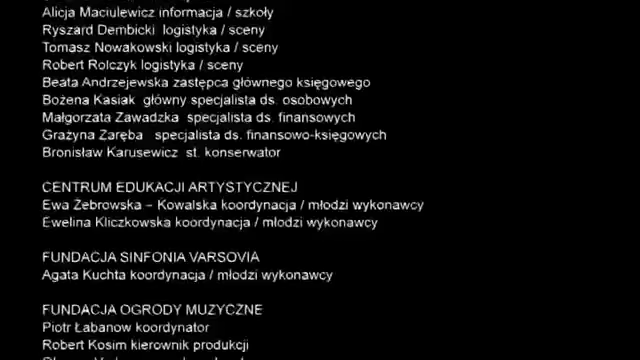 Alicja Maciulewicz informacja / szkoły
Ryszard Dembicki logistyka / sceny
Tomasz Nowakowski logistyka / sceny
Robert Rolczyk logistyka / sceny
Beata Andrzejewska zastępca głównego księgowego
Bożena Kasiak główny specjalista ds. osobowych
Małgorzata Zawadzka specjalista ds. finansowych
Grażyna Zaręba specjalista ds. finansowo-księgowych
Bronisław Karusewicz st. konserwator
CENTRUM EDUKACJI ARTYSTYCZNEJ
Ewa Żebrowska – Kowalska koordynacja / młodzi wykonawcy
Ewelina Kliczkowska koordynacja / młodzi wykonawcy
FUNDACJA SINFONIA VARSOVIA
Agata Kuchta koordynacja / młodzi wykonawcy
FUNDACJA OGRODY MUZYCZNE
Piotr Łabanow koordynator
Robert Kosim kierownik produkcji